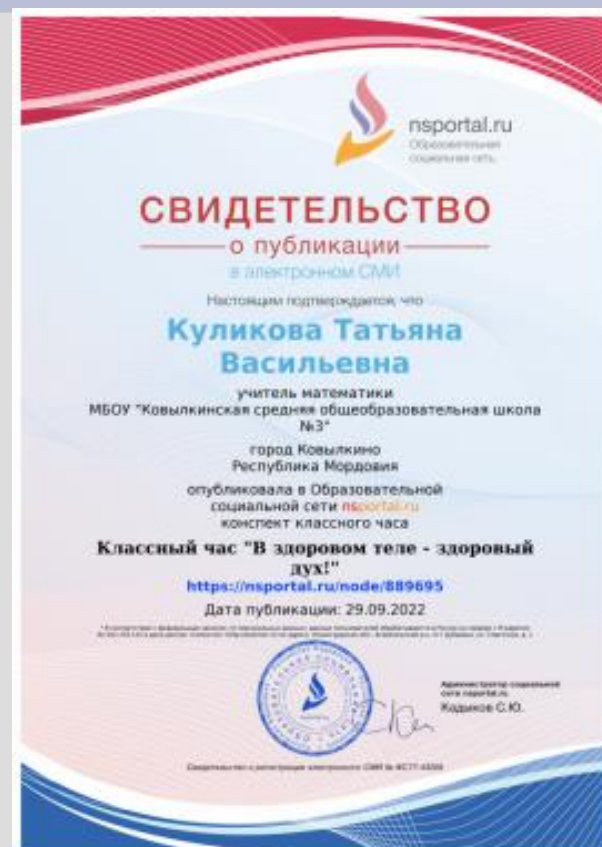 nsportal.ru
Образовательная
социальная сеть
СВИДЕТЕЛЬСТВО
о публикации
в электронном СМИ
Настоящим подтверждается, что
Куликова Татьяна
Васильевна
учитель математики
МБОУ "Ковылкинская средняя общеобразовательная школа
№3"
город Ковылкино
Республика Мордовия
опубликовала в Образовательной
социальной сети nsportal.ru
конспект классного часа
Классный час "В здоровом теле - здоровый
дух!"
https://nsportal.ru/node/889695
Дата публикации: 29.09.2022
Администратор социальной
сети nsportal.ru
Кадыков С.Ю.
Свидетельство о регистрации электронного СМИ №